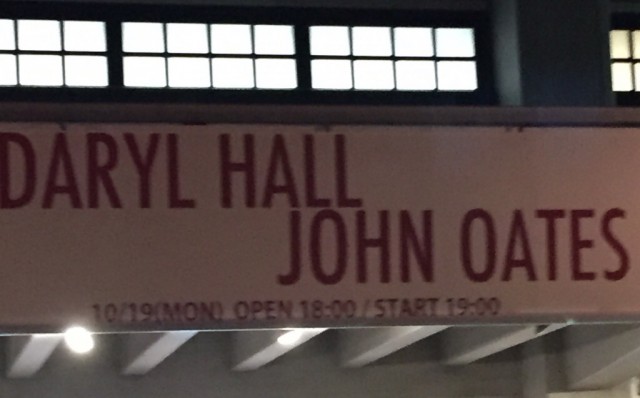 DARYL HALL
JOHN OATES
10/19(MON) OPEN 18:00 / START 19:00